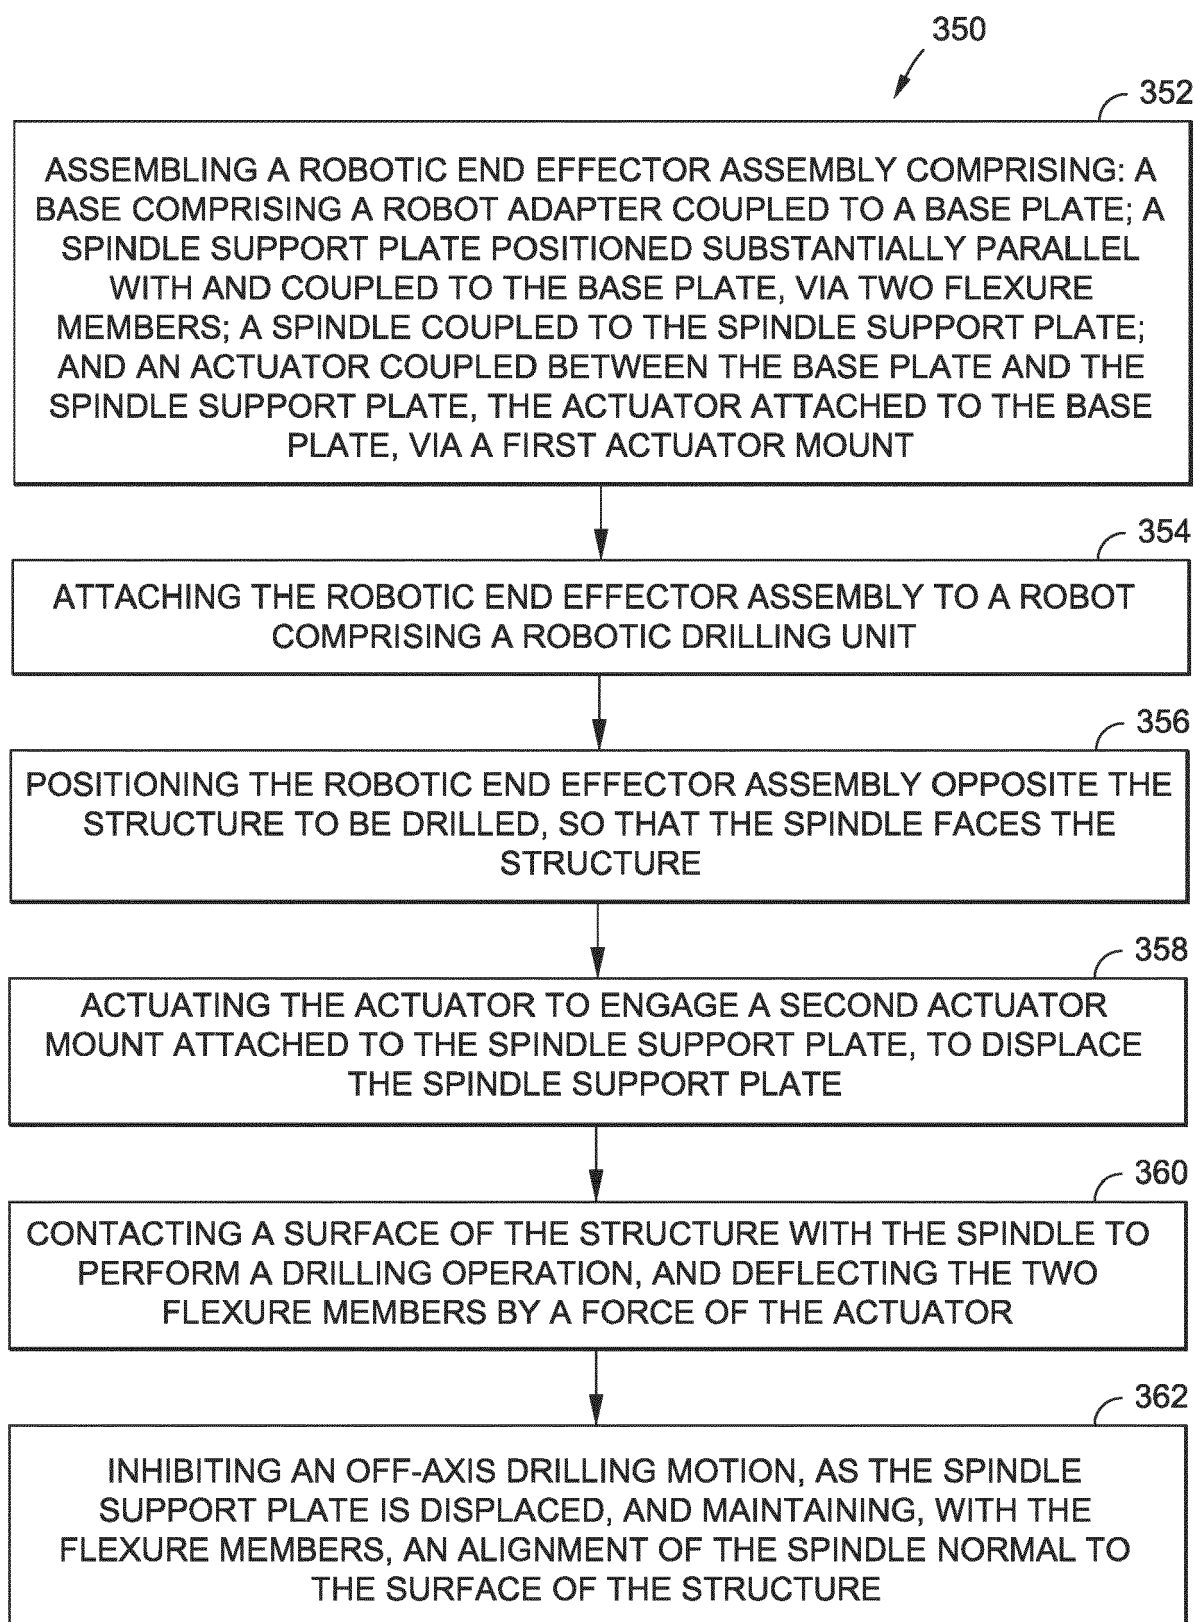 350
352
ASSEMBLING A ROBOTIC END EFFECTOR ASSEMBLY COMPRISING: A
BASE COMPRISING A ROBOT ADAPTER COUPLED TO A BASE PLATE; A
SPINDLE SUPPORT PLATE POSITIONED SUBSTANTIALLY PARALLEL
WITH AND COUPLED TO THE BASE PLATE, VIA TWO FLEXURE
MEMBERS; A SPINDLE COUPLED TO THE SPINDLE SUPPORT PLATE;
AND AN ACTUATOR COUPLED BETWEEN THE BASE PLATE AND THE
SPINDLE SUPPORT PLATE, THE ACTUATOR ATTACHED TO THE BASE
PLATE, VIA A FIRST ACTUATOR MOUNT
354
ATTACHING THE ROBOTIC END EFFECTOR ASSEMBLY TO A ROBOT
COMPRISING A ROBOTIC DRILLING UNIT
356
POSITIONING THE ROBOTIC END EFFECTOR ASSEMBLY OPPOSITE THE
STRUCTURE TO BE DRILLED, SO THAT THE SPINDLE FACES THE
STRUCTURE
358
ACTUATING THE ACTUATOR TO ENGAGE A SECOND ACTUATOR
MOUNT ATTACHED TO THE SPINDLE SUPPORT PLATE, TO DISPLACE
THE SPINDLE SUPPORT PLATE
360
CONTACTING A SURFACE OF THE STRUCTURE WITH THE SPINDLE TO
PERFORM A DRILLING OPERATION, AND DEFLECTING THE TWO
FLEXURE MEMBERS BY A FORCE OF THE ACTUATOR
362
INHIBITING AN OFF-AXIS DRILLING MOTION, AS THE SPINDLE
SUPPORT PLATE IS DISPLACED, AND MAINTAINING, WITH THE
FLEXURE MEMBERS, AN ALIGNMENT OF THE SPINDLE NORMAL TO
THE SURFACE OF THE STRUCTURE